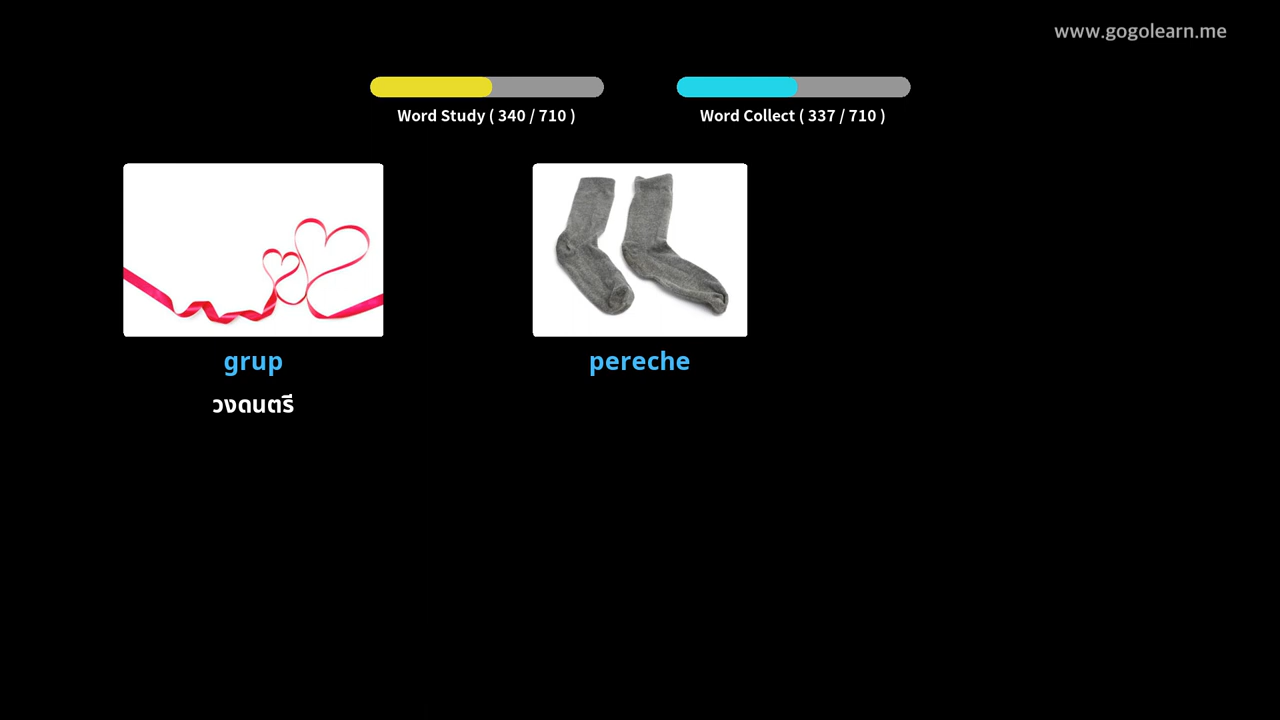 www.gogolearn.me
Word Study ( 340 / 710 )
Word Collect ( 337 / 710 )
grup
pereche
วงดนตรี